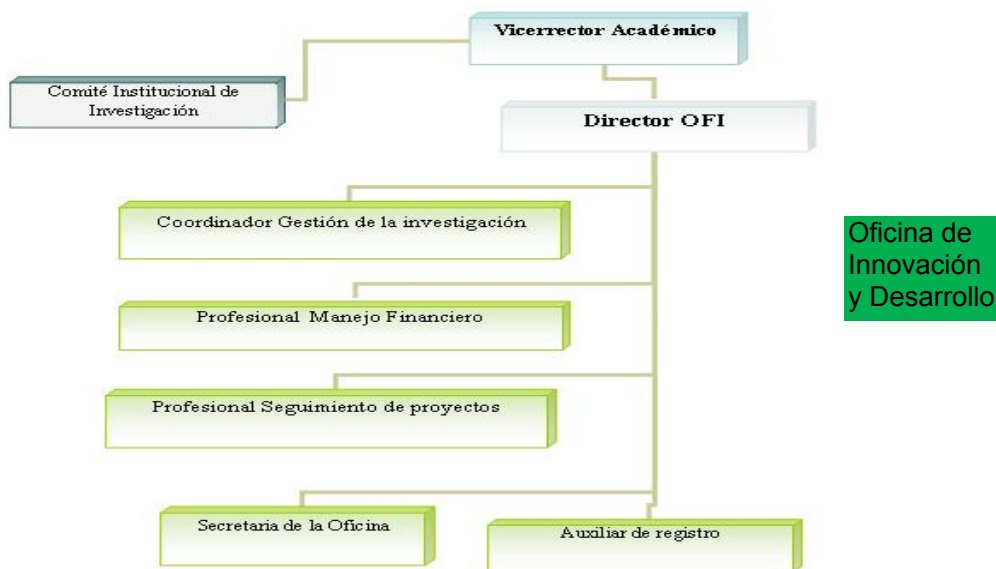 Vicerrector Académico
Comité Institucional de
Investigación
Director OFI
Coordinador Gestión de la investigación
Oficina de
Innovación
y Desarrollo
Profesional Manejo Financiero
Profesional Seguimiento de proyectos
Secretaria de la Oficina
Auxiliar de registro